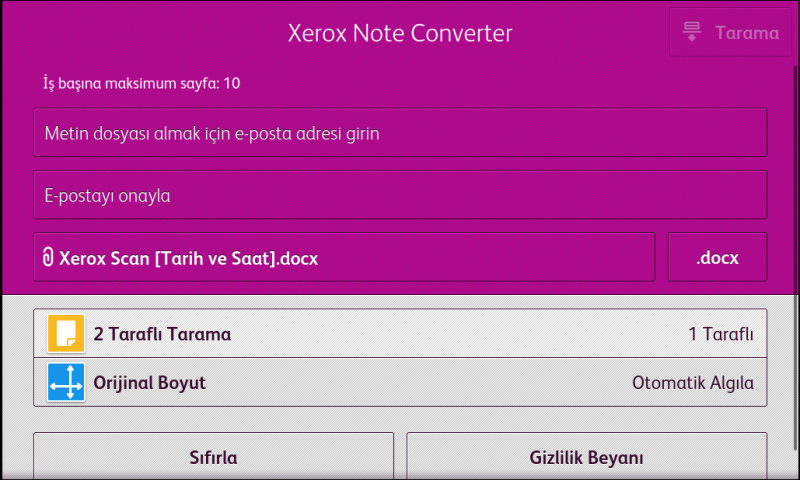 Xerox Note Converter
Tarama
İş başına maksimum sayfa: 10
Metin dosyası almak için e-posta adresi girin
E-postayı onayla
Xerox Scan [Tarih ve Saat].docx
.docx
2 Taraflı Tarama
1 Taraflı
Orijinal Boyut
Otomatik Algıla
Sıfırla
Gizlilik Beyanı